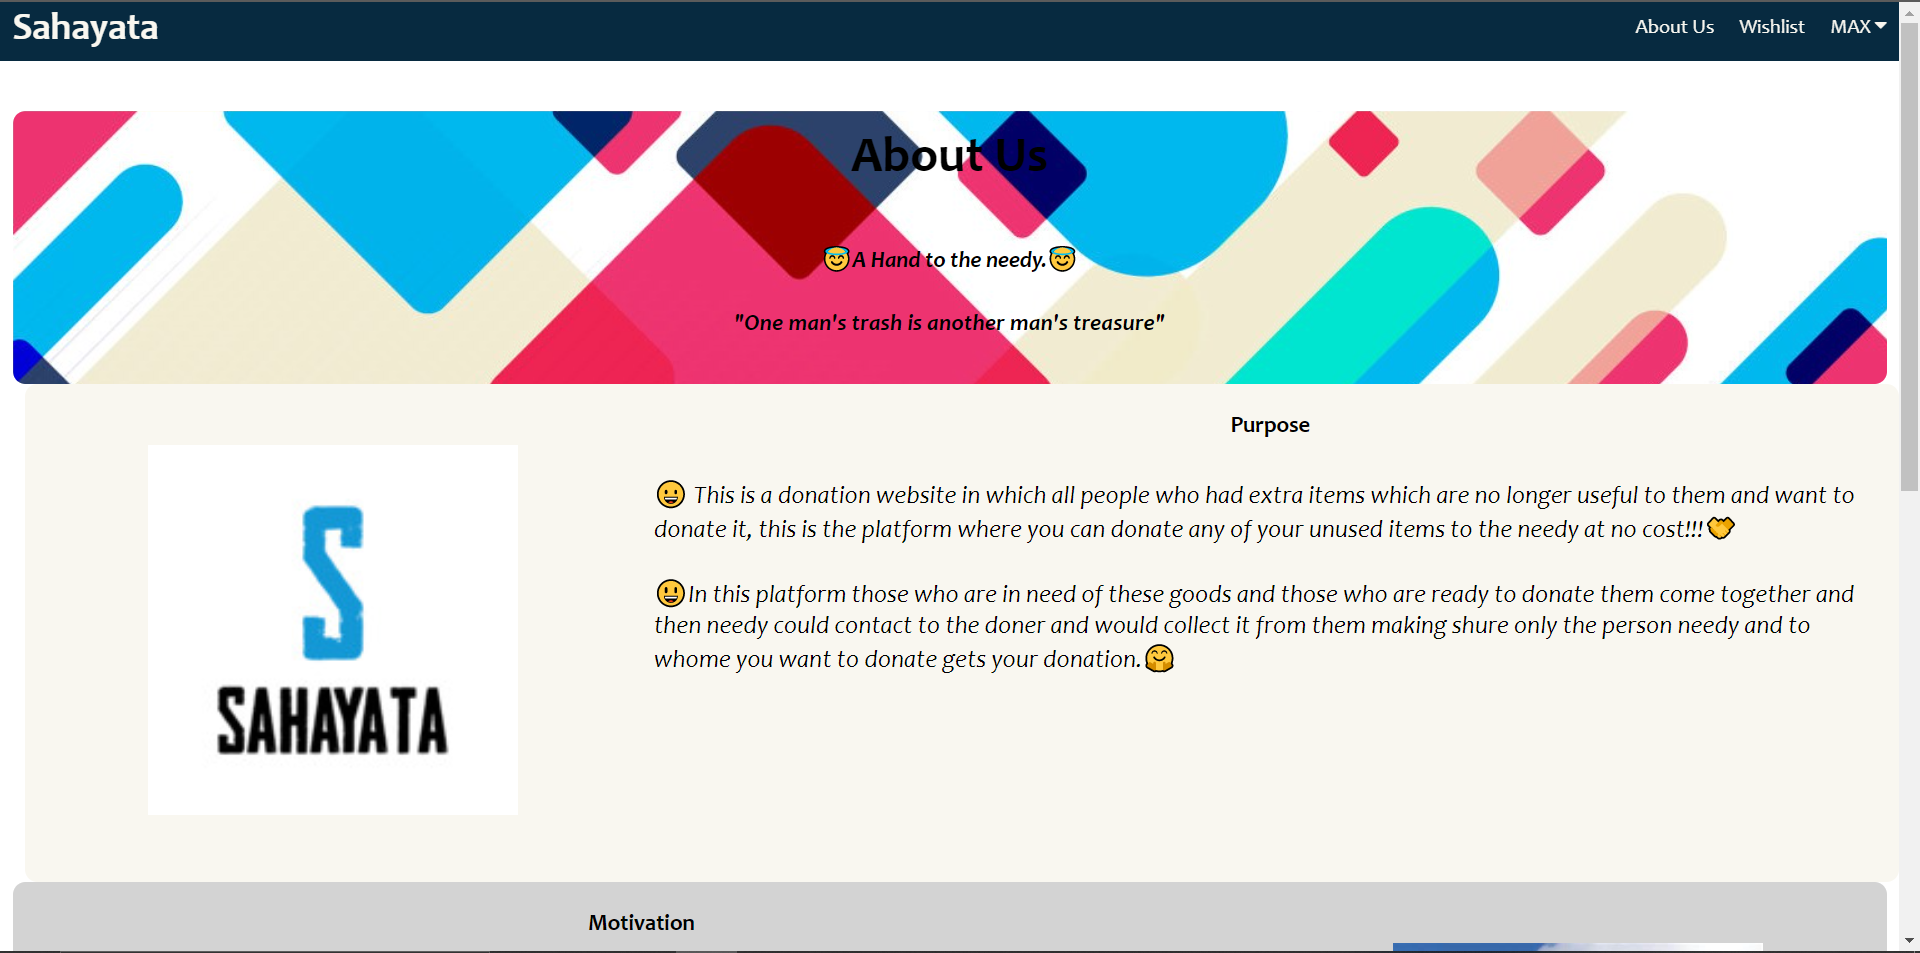 Sahayata
About Us
Wishlist
MAX
About Us
😇A Hand to the needy.😇
"One man's trash is another man's treasure"
Purpose
😀 This is a donation website in which all people who had extra items which are no longer useful to them and want to
donate it, this is the platform where you can donate any of your unused items to the needy at no cost!!!🤝
😃In this platform those who are in need of these goods and those who are ready to donate them come together and
then needy could contact to the doner and would collect it from them making shure only the person needy and to
whome you want to donate gets your donation.🤗
S
SAHAYATA
Motivation